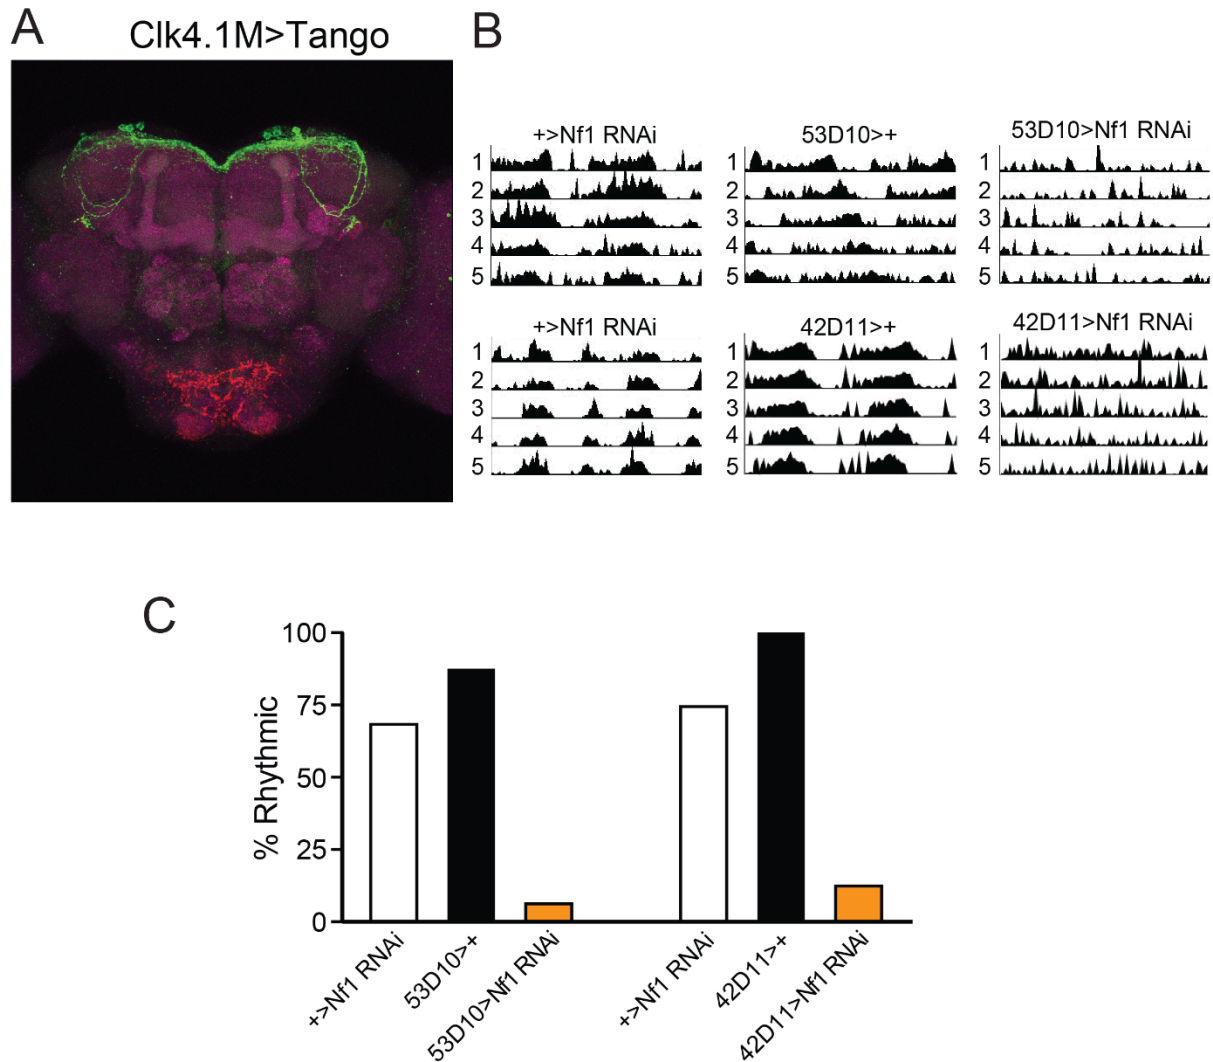 A
Clk4.1M>Tango
B
+>Nf1 RNAi
53D10>+
53D10>Nf1 RNAi
1
2
3
4
5
1
2
3
4
5
1
2
3
4
5
+>Nf1 RNAi
42D11>+
42D11>Nf1 RNAi
1
2
3
4
5
1
2
3
4
5
1
2
3
4
5
C
% Rhythmic
100
75
50
25
0
+>Nf1 RNAi
53D10>+
53D10>Nf1 RNAi
+>Nf1 RNAi
42D11>+
42D11>Nf1 RNAi